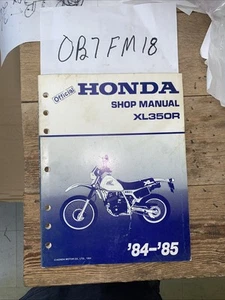 OB7FM18
Official
HONDA
SHOP MANUAL
XL350R
'84-'85